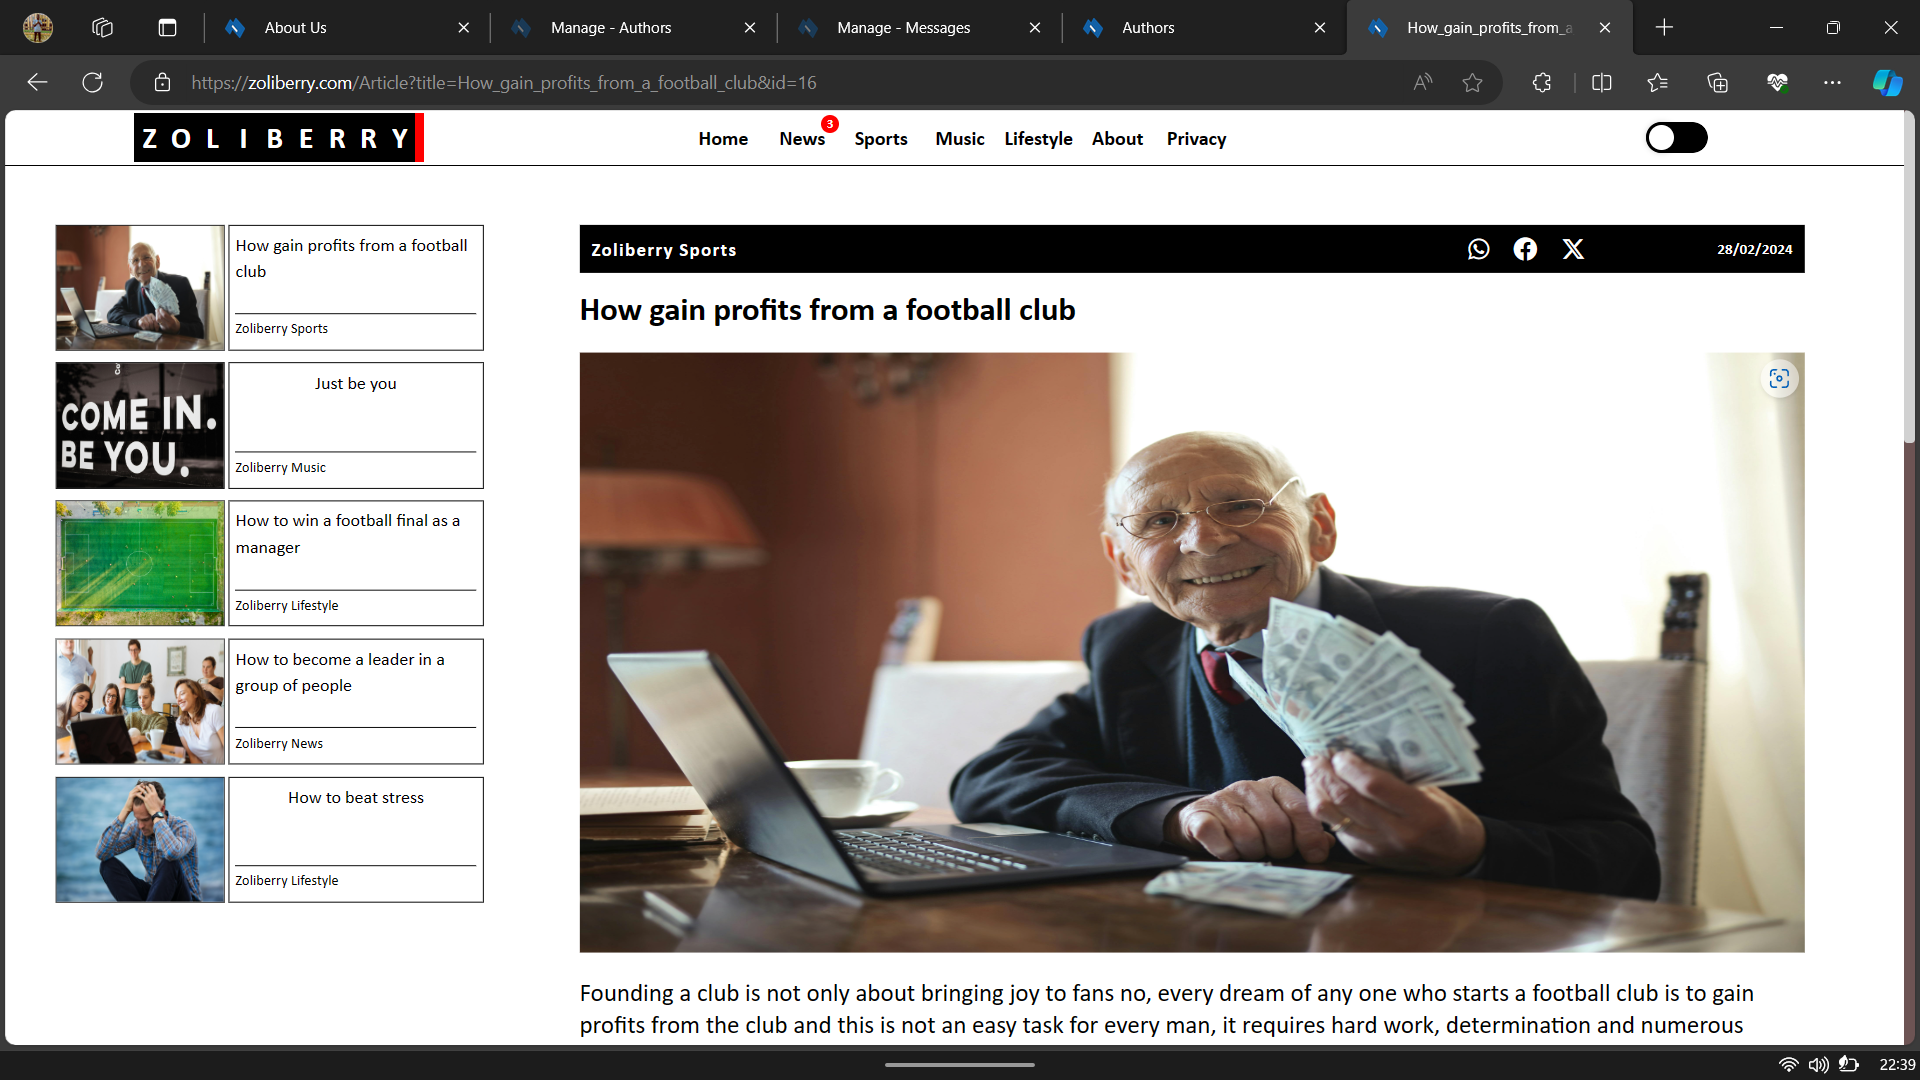 About Us
Manage - Authors
Manage - Messages
Authors
How_gain_profits_from_a
https://zoliberry.com/Article?title=How_gain_profits_from_a_football_club&id=16
ZOLIBERRY
Home
News
3
Sports
Music
Lifestyle
About
Privacy
How gain profits from a football
club
Zoliberry Sports
COME IN.
BE YOU.
Just be you
Zoliberry Music
How to win a football final as a
manager
Zoliberry Lifestyle
How to become a leader in a
group of people
Zoliberry News
How to beat stress
Zoliberry Lifestyle
Zoliberry Sports
28/02/2024
How gain profits from a football club
Founding a club is not only about bringing joy to fans no, every dream of any one who starts a football club is to gain
profits from the club and this is not an easy task for every man, it requires hard work, determination and numerous
22:39